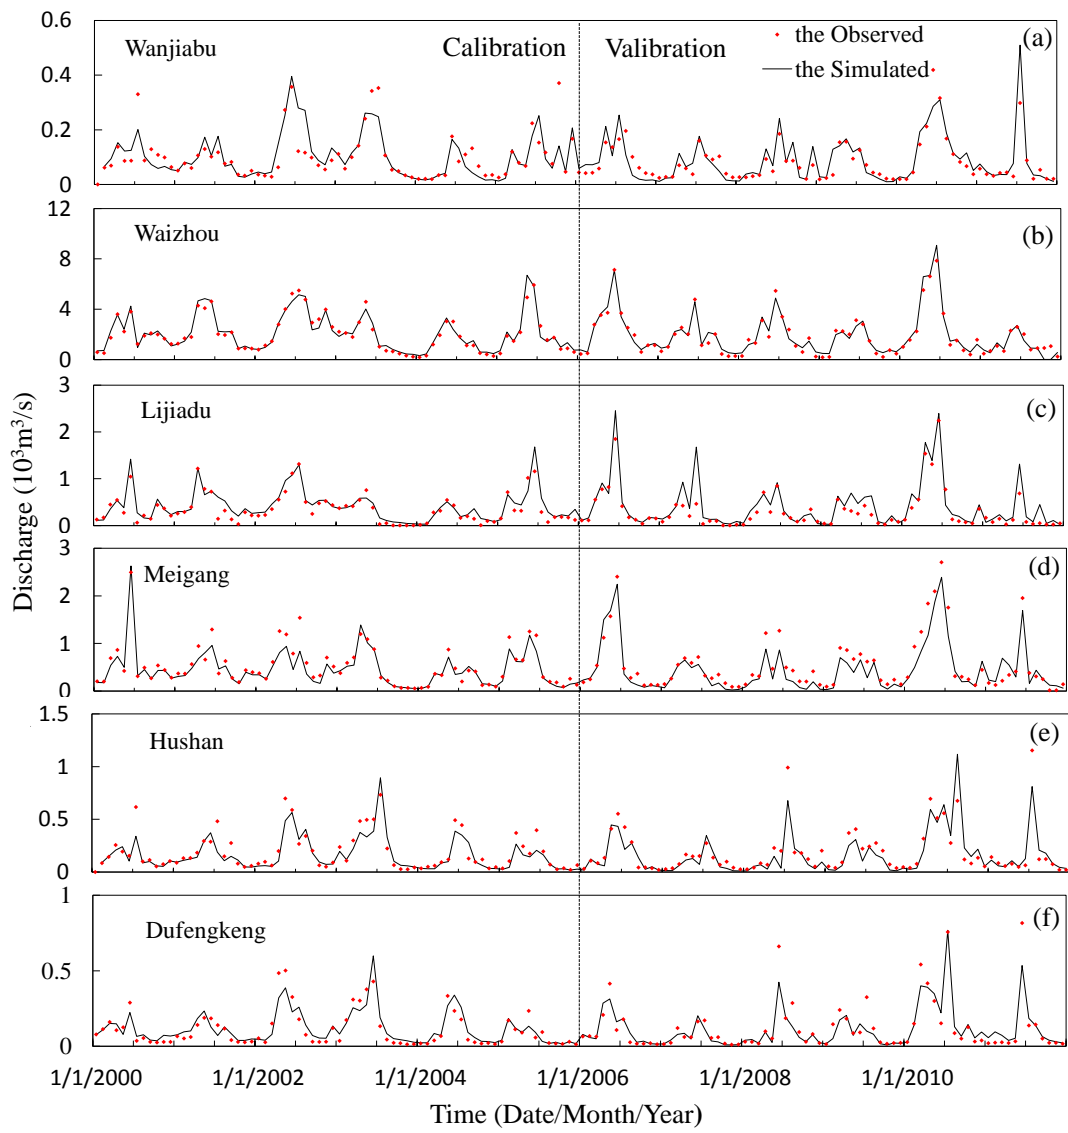 0.6
0.4
0.2
0
Wanjiabu
Calibration
Valibration
the Observed
the Simulated
(a)
12
8
4
0
Waizhou
(b)
3
2
1
0
Lijiadu
(c)
3
2
1
0
Meigang
(d)
1.5
1
0.5
0
Hushan
(e)
1
0.5
0
Dufengkeng
(f)
Discharge (10³m³/s)
1/1/2000
1/1/2002
1/1/2004
1/1/2006
1/1/2008
1/1/2010
Time (Date/Month/Year)